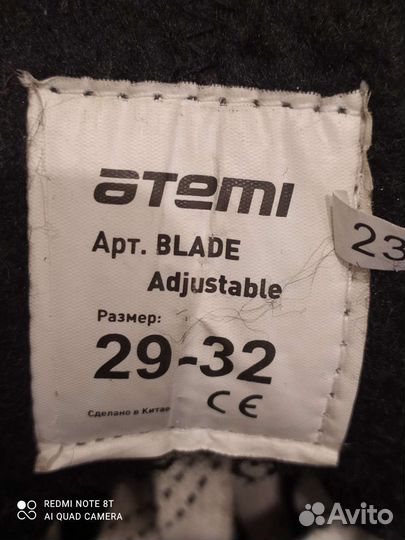 atemi
Арт. BLADE
Adjustable
23
Размер:
29-32
Сделано в Китае
CE
REDMI NOTE 8T
AI QUAD CAMERA
Avito